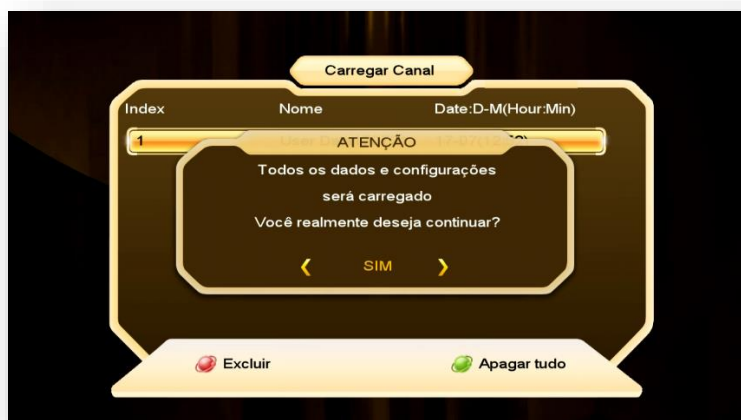 Carregar Canal
Index Nome Date:D-M(Hour:Min)
1
ATENÇÃO
Todos os dados e configurações
será carregado
Você realmente deseja continuar?
SIM
Excluir Apagar tudo